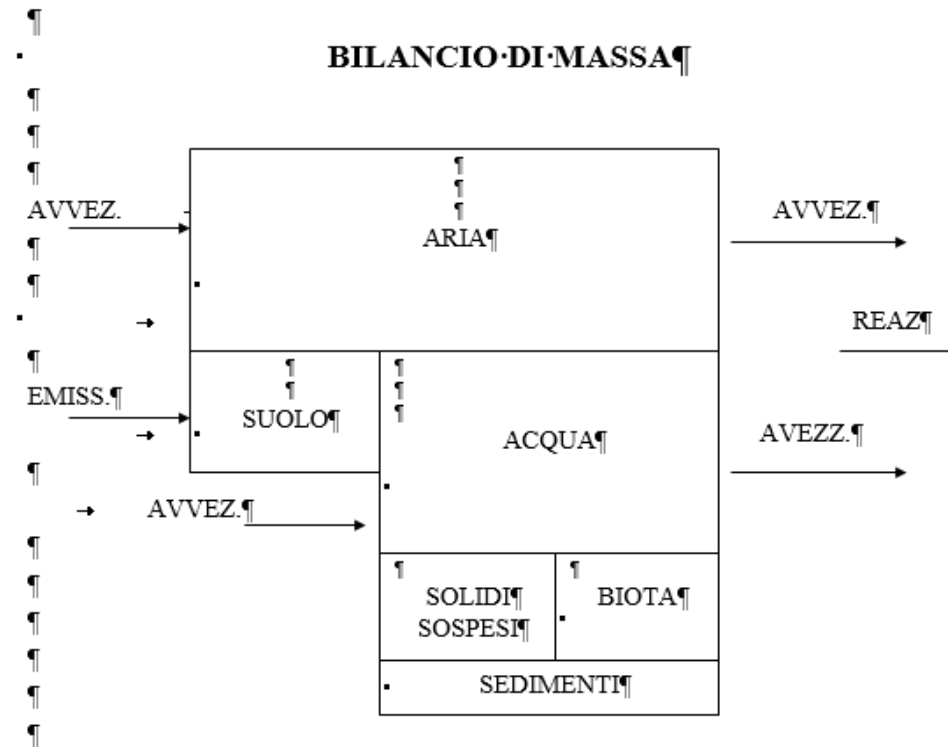 ¶
BILANCIO·DI·MASSA¶
¶
¶
¶
¶
¶
¶
AVVEZ.
ARIA¶
AVVEZ.¶
¶
¶
REAZ¶
¶
¶
¶
EMISS.¶
SUOLO¶
¶
¶
¶
ACQUA¶
AVEZZ.¶
¶
AVVEZ.¶
¶
¶
¶
SOLIDI¶
SOSPESI¶
¶
BIOTA¶
¶
¶
SEDIMENTI¶
¶
¶